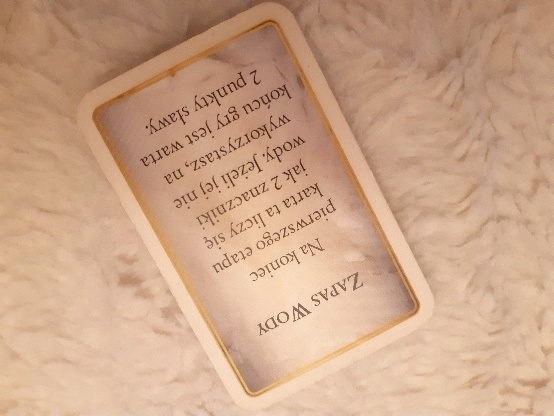 ZAPAS WODY
Na koniec
pierwszego etapu
karta ta liczy się
jak 2 znaczniki
wody. Jeżeli jej nie
wykorzystasz, na
końcu gry jest warta
2 punkty sławy.